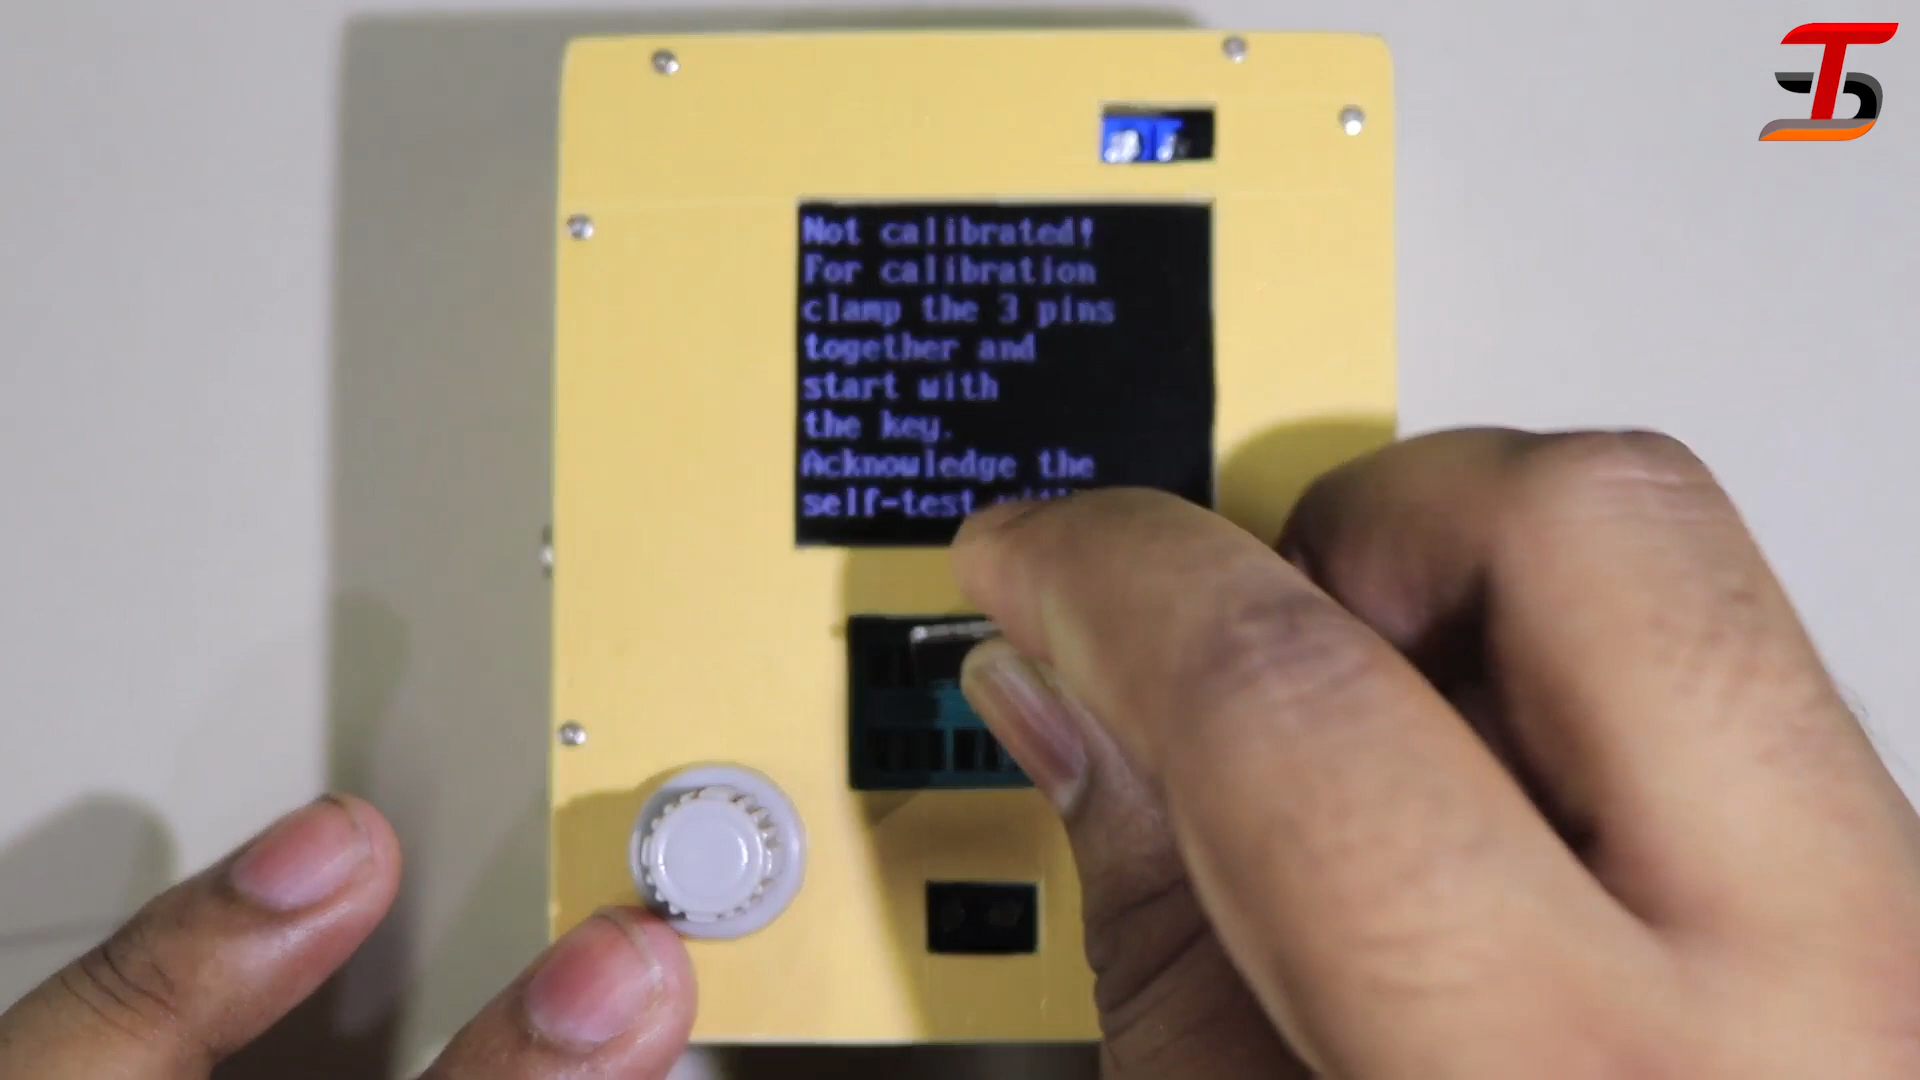 Not calibrated!
For calibration
clamp the 3 pins
together and
start with
the key.
Acknowledge the
self-test